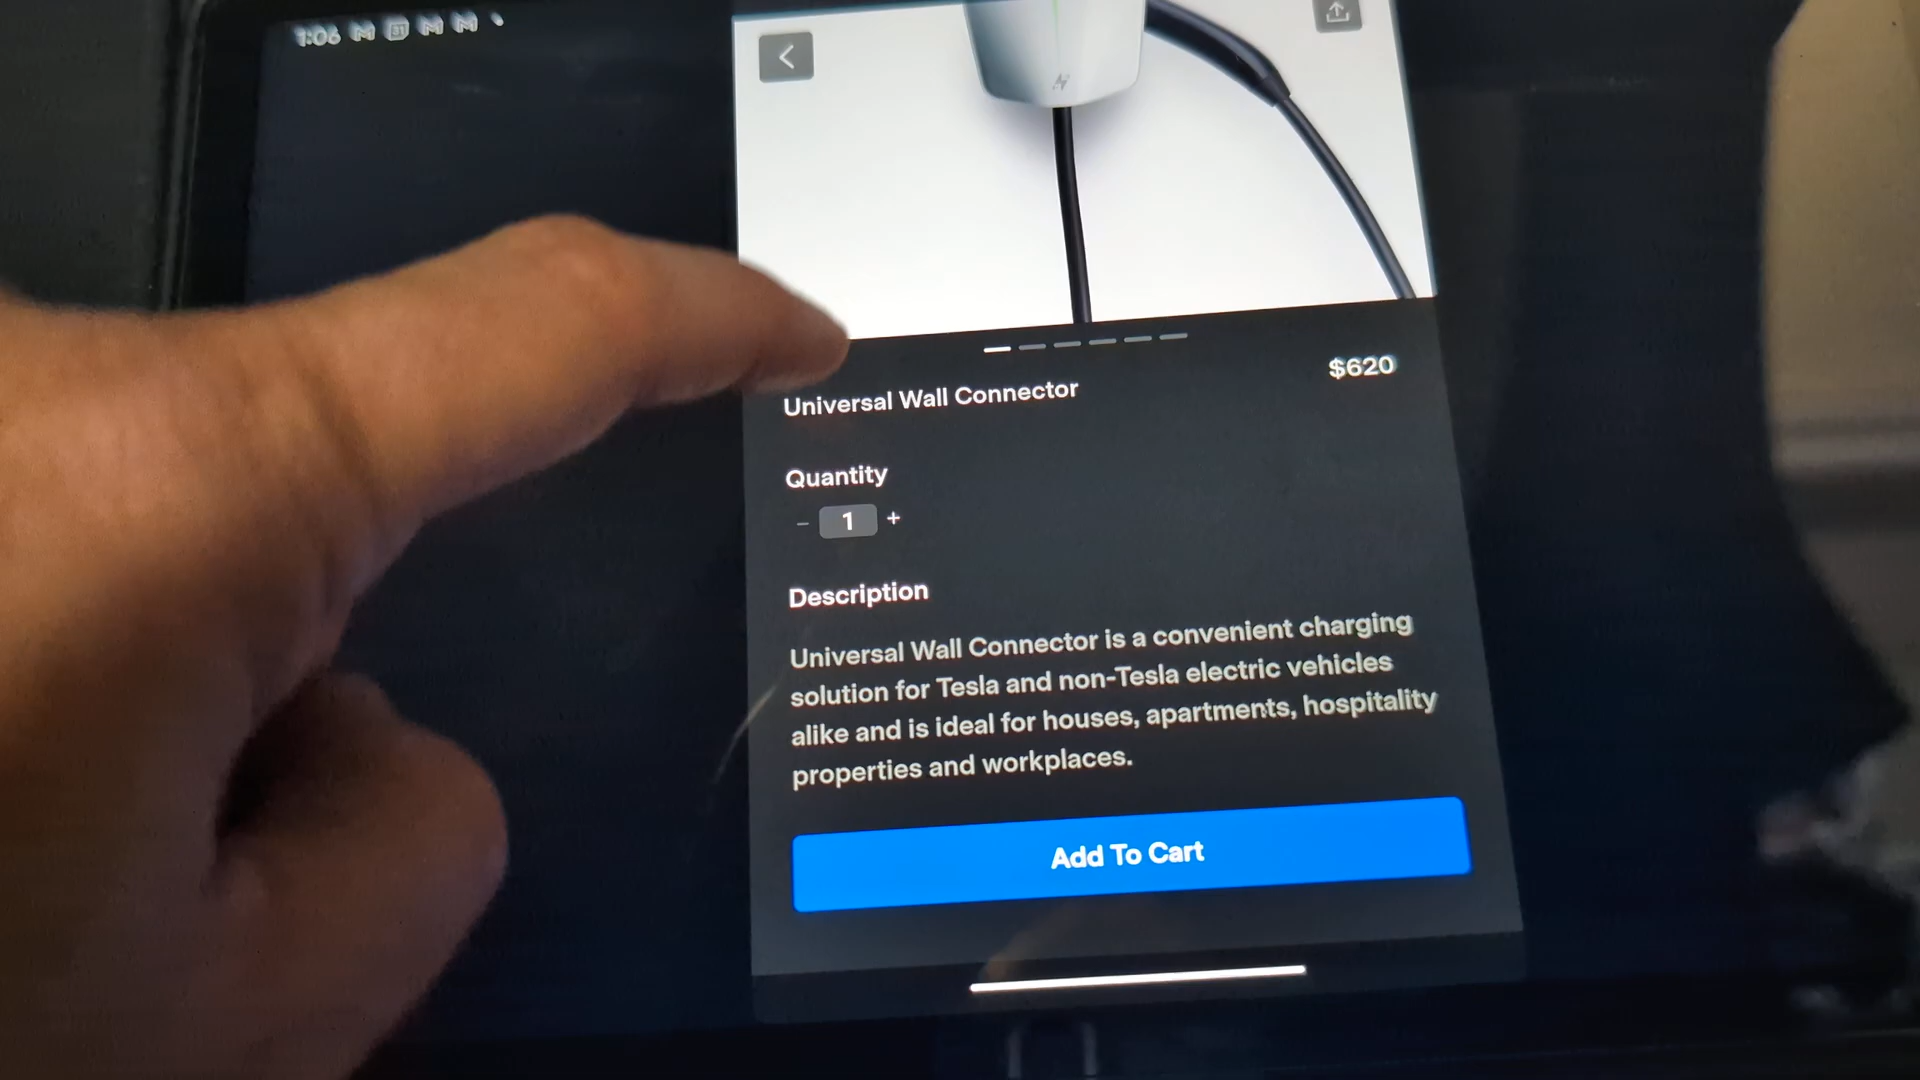 1:06
31
$620
Universal Wall Connector
Quantity
- 1 +
Description
Universal Wall Connector is a convenient charging
solution for Tesla and non-Tesla electric vehicles
alike and is ideal for houses, apartments, hospitality
properties and workplaces.
Add To Cart